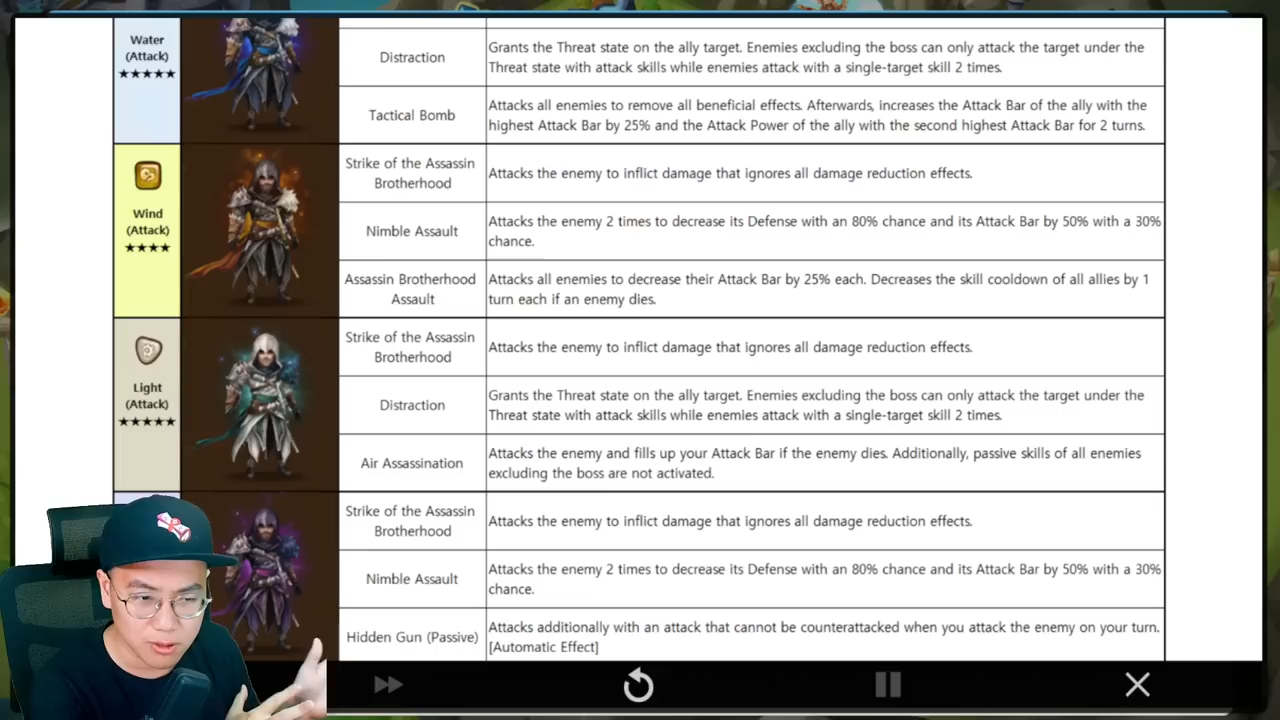 Water
(Attack)
★★★★★
Distraction
Grants the Threat state on the ally target. Enemies excluding the boss can only attack the target under the
Threat state with attack skills while enemies attack with a single-target skill 2 times.
Tactical Bomb
Attacks all enemies to remove all beneficial effects. Afterwards, increases the Attack Bar of the ally with the
highest Attack Bar by 25% and the Attack Power of the ally with the second highest Attack Bar for 2 turns.
Wind
(Attack)
★★★★
Strike of the Assassin
Brotherhood
Attacks the enemy to inflict damage that ignores all damage reduction effects.
Nimble Assault
Attacks the enemy 2 times to decrease its Defense with an 80% chance and its Attack Bar by 50% with a 30%
chance.
Assassin Brotherhood
Assault
Attacks all enemies to decrease their Attack Bar by 25% each. Decreases the skill cooldown of all allies by 1
turn each if an enemy dies.
Light
(Attack)
★★★★★
Strike of the Assassin
Brotherhood
Attacks the enemy to inflict damage that ignores all damage reduction effects.
Distraction
Grants the Threat state on the ally target. Enemies excluding the boss can only attack the target under the
Threat state with attack skills while enemies attack with a single-target skill 2 times.
Air Assassination
Attacks the enemy and fills up your Attack Bar if the enemy dies. Additionally, passive skills of all enemies
excluding the boss are not activated.
Strike of the Assassin
Brotherhood
Attacks the enemy to inflict damage that ignores all damage reduction effects.
Nimble Assault
Attacks the enemy 2 times to decrease its Defense with an 80% chance and its Attack Bar by 50% with a 30%
chance.
Hidden Gun (Passive)
Attacks additionally with an attack that cannot be counterattacked when you attack the enemy on your turn.
[Automatic Effect]